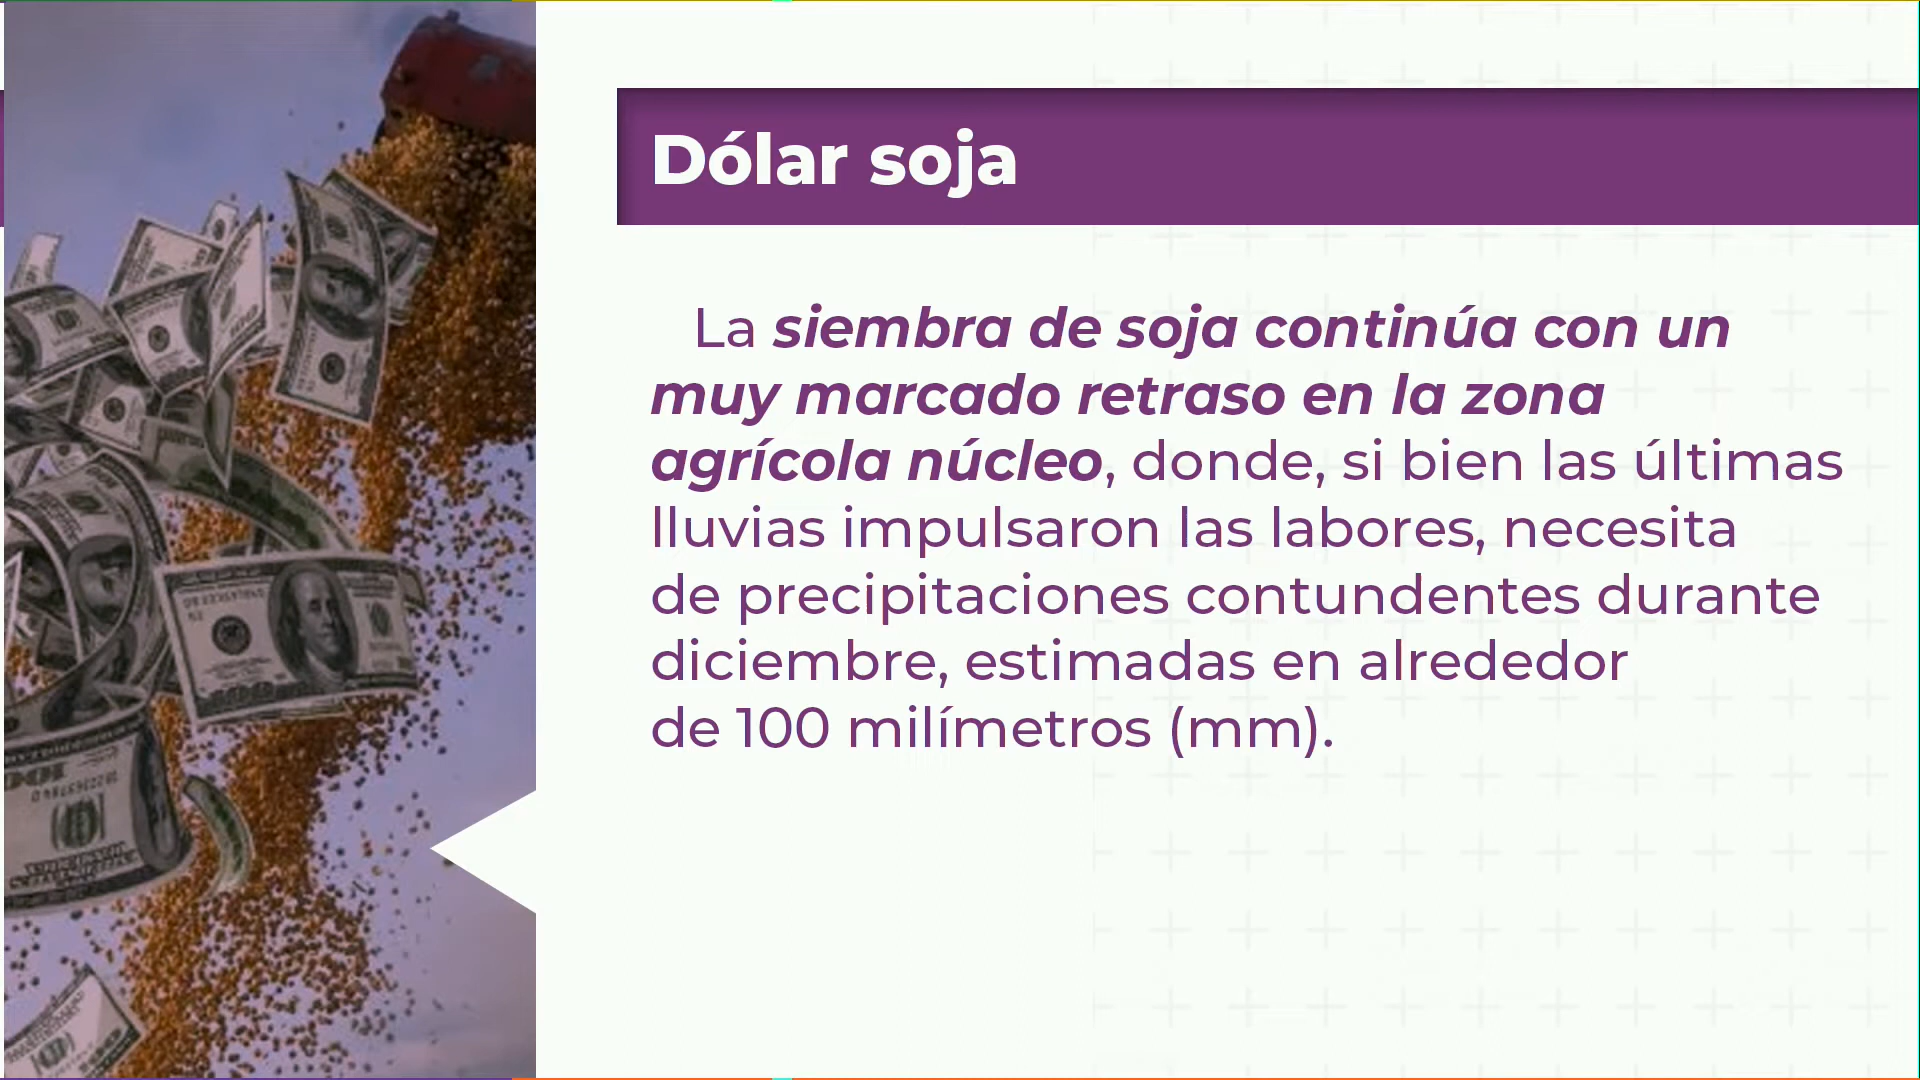 Dólar soja
La siembra de soja continúa con un
muy marcado retraso en la zona
agrícola núcleo, donde, si bien las últimas
lluvias impulsaron las labores, necesita
de precipitaciones contundentes durante
diciembre, estimadas en alrededor
de 100 milímetros (mm).